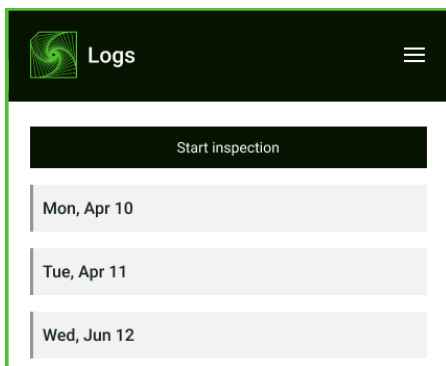 Logs
Start inspection
Mon, Apr 10
Tue, Apr 11
Wed, Jun 12